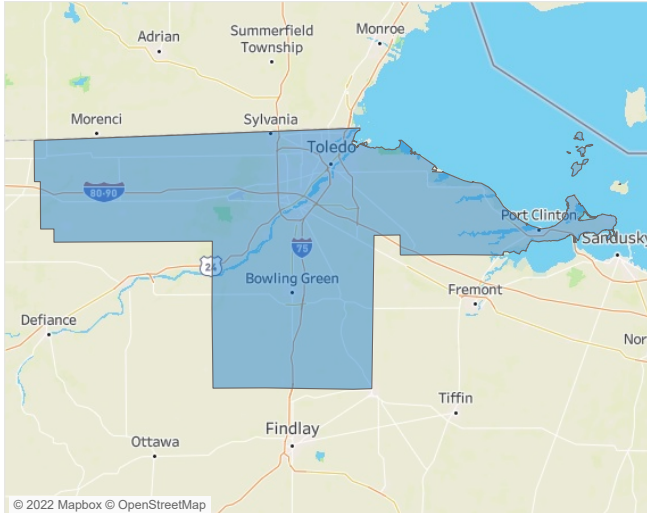 Adrian
Summerfield
Township
Monroe
Morenci
Sylvania
Toledo
80-90
Port Clinton
Sandusky
24
75
Bowling Green
Fremont
Defiance
Nor
Tiffin
Findlay
Ottawa
© 2022 Mapbox © OpenStreetMap